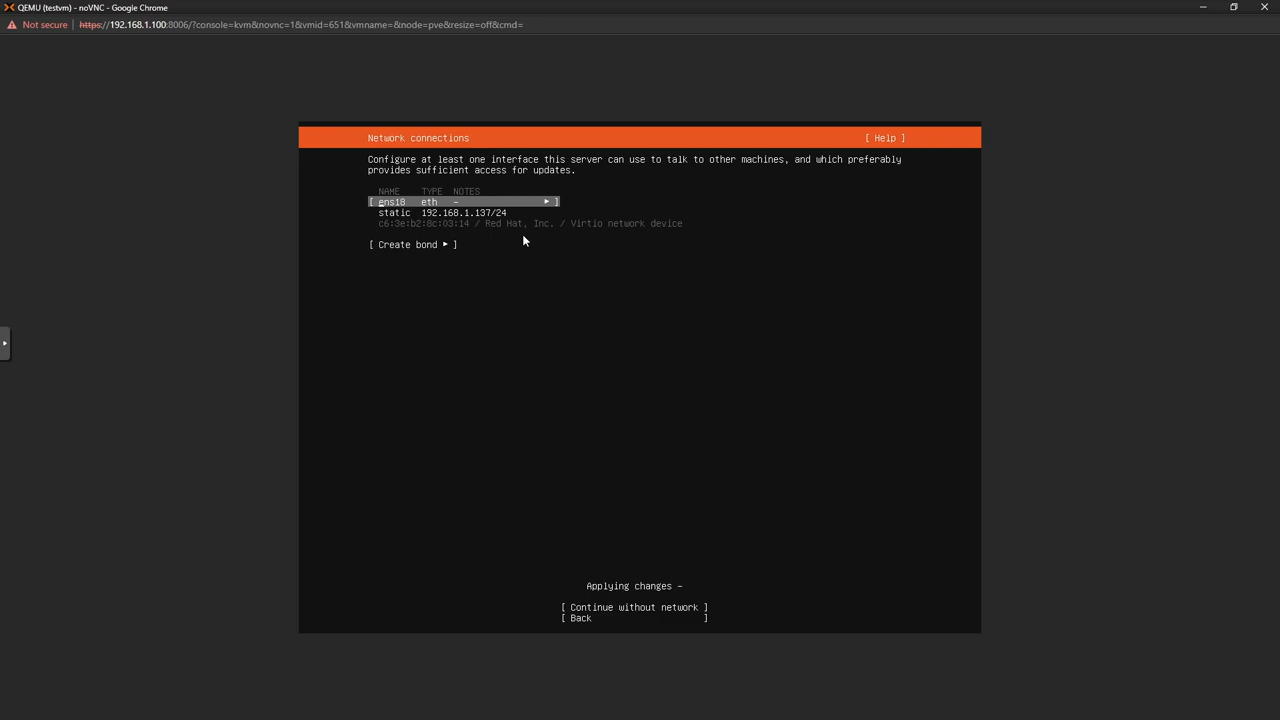 QEMU (testvm) - noVNC - Google Chrome
Not secure https://192.168.1.100:8006/?console=kvm&novnc=1&vmid=651&vmname=&node=pve&resize=off&cmd=
Network connections [ Help ]
Configure at least one interface this server can use to talk to other machines, and which preferably
provides sufficient access for updates.
NAME TYPE NOTES
[ ens18 eth – ▸ ]
static 192.168.1.137/24
c6:3e:b2:8c:03:14 / Red Hat, Inc. / Virtio network device
[ Create bond ▸ ]
Applying changes –
[ Continue without network ]
[ Back ]